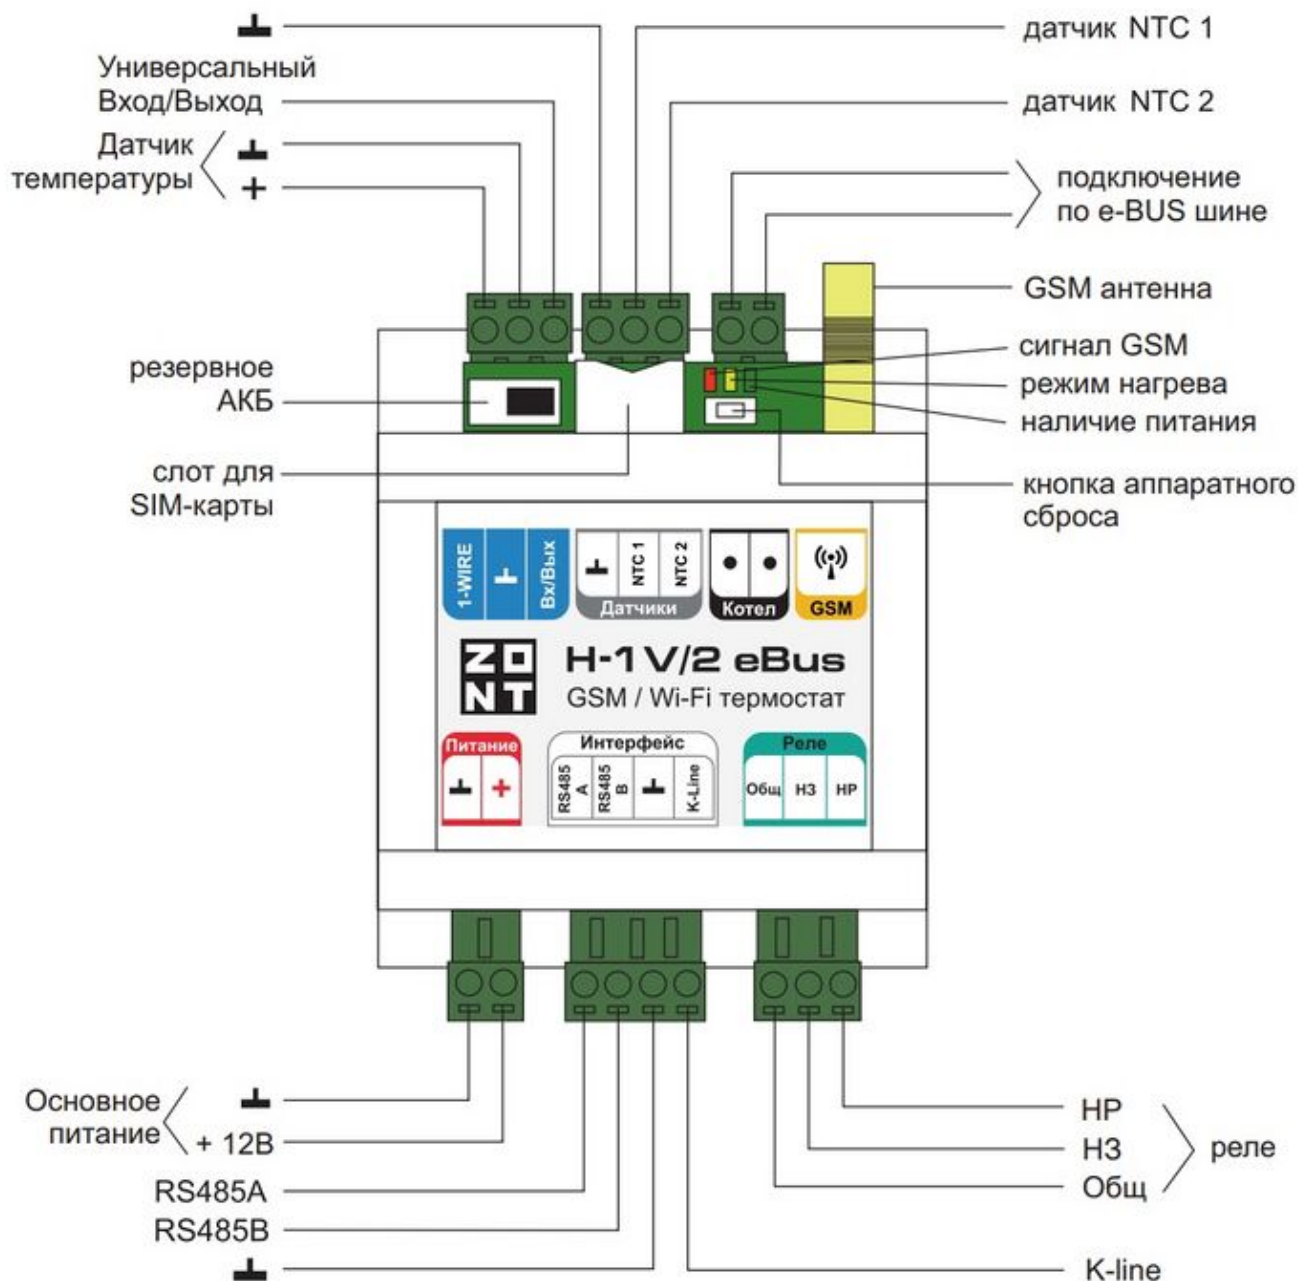 Универсальный
Вход/Выход
Датчик
температуры
+
датчик NTC 1
датчик NTC 2
подключение
по e-BUS шине
GSM антенна
сигнал GSM
режим нагрева
наличие питания
кнопка аппаратного
сброса
резервное
АКБ
слот для
SIM-карты
1-WIRE
Вх/Вых
NTC 1
NTC 2
Датчики
Котел
GSM
ZONT
H-1V/2 eBus
GSM / Wi-Fi термостат
Питание
+
Интерфейс
RS485 A
RS485 B
K-Line
Реле
Общ НЗ НР
Основное
питание
+ 12В
RS485A
RS485B
НР
НЗ
Общ
реле
K-line